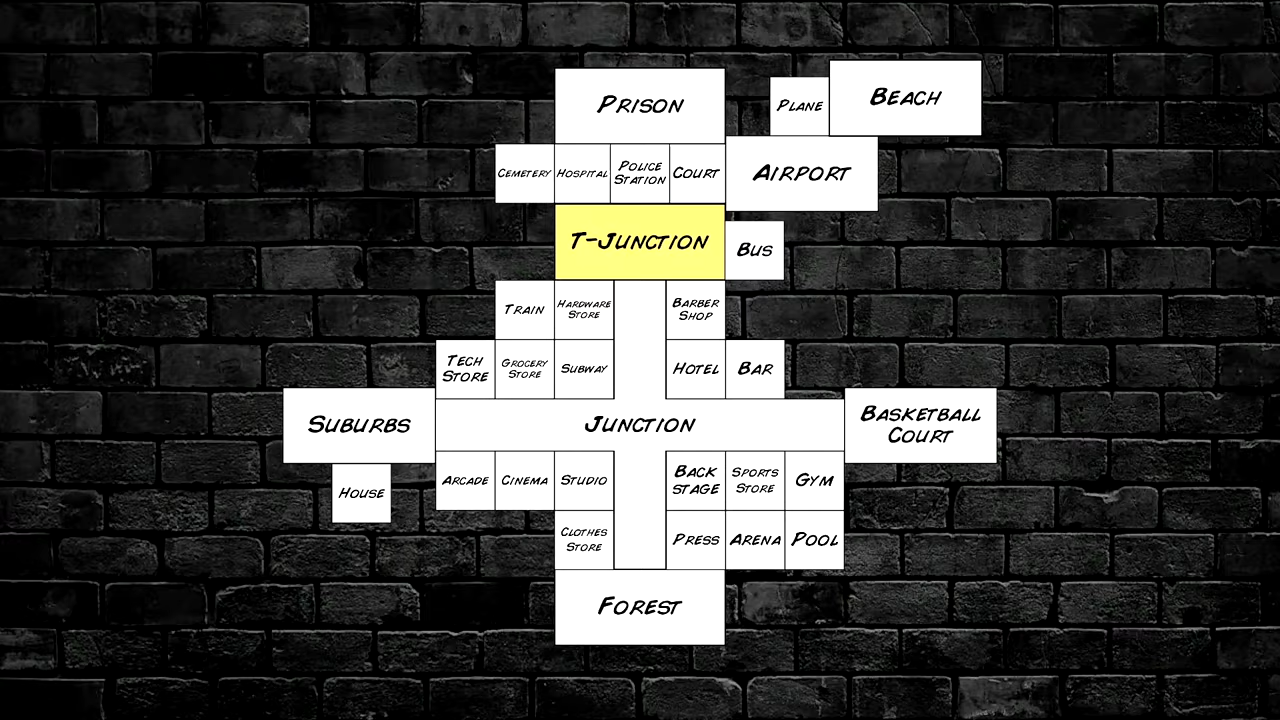 PRISON
PLANE
BEACH
CEMETERY
HOSPITAL
POLICE
STATION
COURT
AIRPORT
T-JUNCTION
BUS
TRAIN
HARDWARE
STORE
BARBER
SHOP
TECH
STORE
GROCERY
STORE
SUBWAY
HOTEL
BAR
SUBURBS
JUNCTION
BASKETBALL
COURT
HOUSE
ARCADE
CINEMA
STUDIO
BACK
STAGE
SPORTS
STORE
GYM
CLOTHES
STORE
PRESS
ARENA
POOL
FOREST